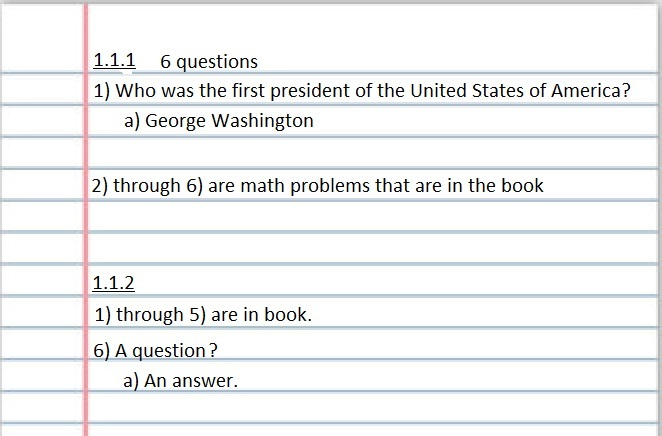 1.1.1 6 questions
1) Who was the first president of the United States of America?
a) George Washington
2) through 6) are math problems that are in the book
1.1.2
1) through 5) are in book.
6) A question?
a) An answer.